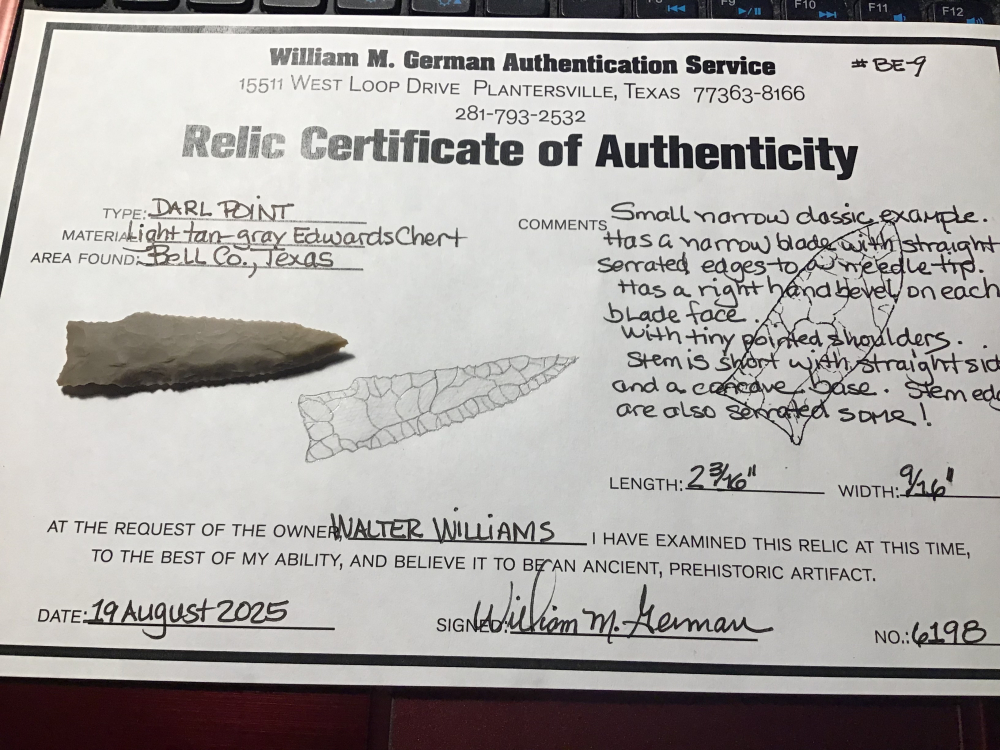 F9
F10
F11
F12
William M. German Authentication Service
# BE-9
15511 WEST LOOP DRIVE PLANTERSVILLE, TEXAS 77363-8166
281-793-2532
Relic Certificate of Authenticity
TYPE: DARL POINT
MATERIAL Light tan-gray Edwards Chert
AREA FOUND: Bell Co., Texas
COMMENTS Small narrow classic example.
Has a narrow blade with straight
serrated edges to a needle tip.
Has a right hand bevel on each
blade face.
With tiny pointed shoulders.
Stem is short with straight sid
and a concave base. Stem edg
are also serrated some!
LENGTH: 2 3/16" WIDTH: 9/16"
AT THE REQUEST OF THE OWNER, WALTER WILLIAMS I HAVE EXAMINED THIS RELIC AT THIS TIME,
TO THE BEST OF MY ABILITY, AND BELIEVE IT TO BE AN ANCIENT, PREHISTORIC ARTIFACT.
DATE: 19 August 2025 SIGNED: William M. German NO.: 6198